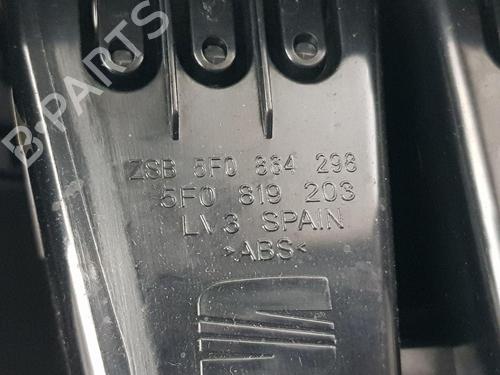 B-PARTS
ZSB 5F0 864 298
5F0 819 203
LV3 SPAIN
>ABS<